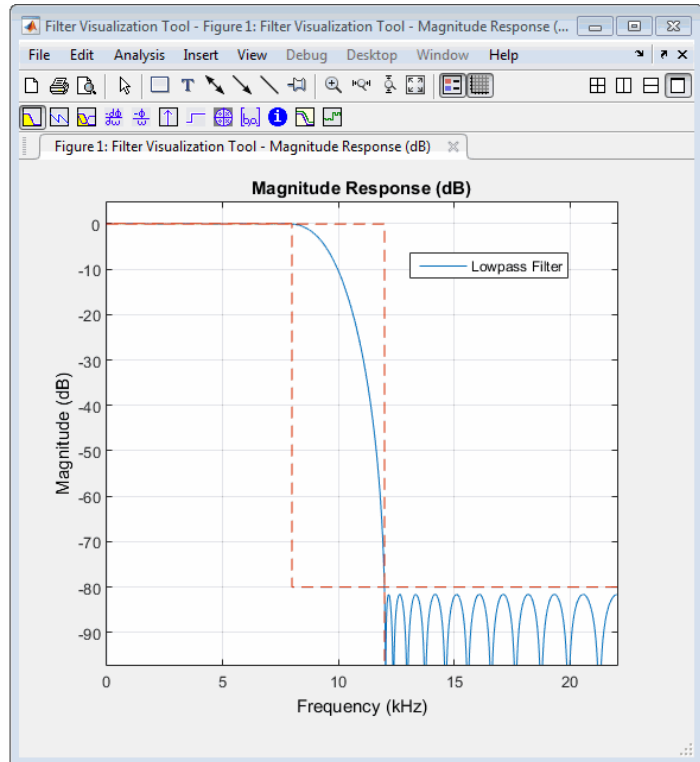 Filter Visualization Tool - Figure 1: Filter Visualization Tool - Magnitude Response (...
File Edit Analysis Insert View Debug Desktop Window Help
Figure 1: Filter Visualization Tool - Magnitude Response (dB)
Magnitude Response (dB)
Lowpass Filter
Magnitude (dB)
0
-10
-20
-30
-40
-50
-60
-70
-80
-90
0 5 10 15 20
Frequency (kHz)